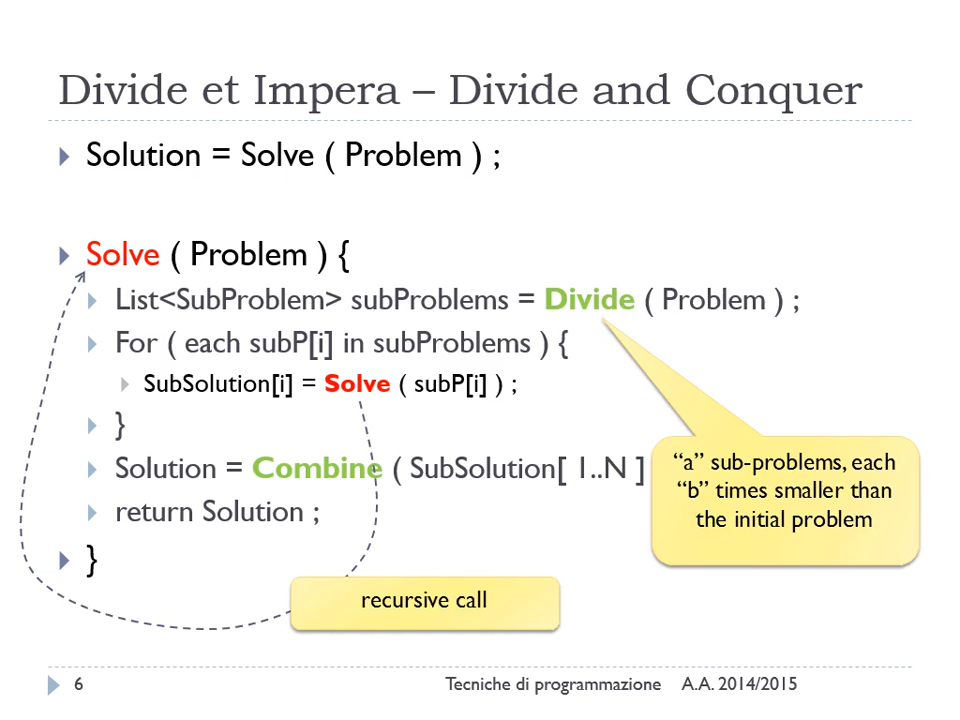 Divide et Impera – Divide and Conquer
Solution = Solve ( Problem ) ;
Solve ( Problem ) {
List<SubProblem> subProblems = Divide ( Problem ) ;
For ( each subP[i] in subProblems ) {
SubSolution[i] = Solve ( subP[i] ) ;
}
Solution = Combine ( SubSolution[ 1..N ]
return Solution ;
}
“a” sub-problems, each
“b” times smaller than
the initial problem
recursive call
6 Tecniche di programmazione A.A. 2014/2015